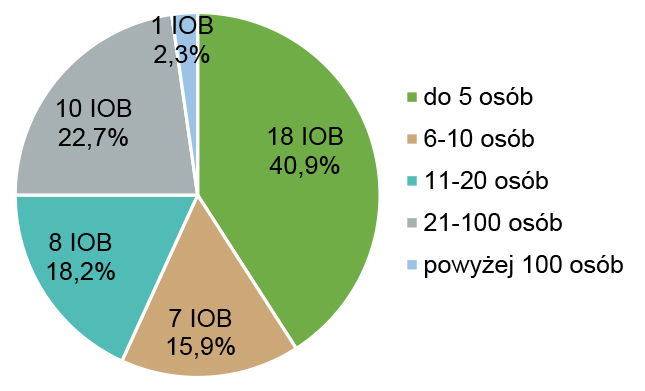 1 IOB
2,3%
18 IOB
40,9%
10 IOB
22,7%
8 IOB
18,2%
7 IOB
15,9%
do 5 osób
6-10 osób
11-20 osób
21-100 osób
powyżej 100 osób